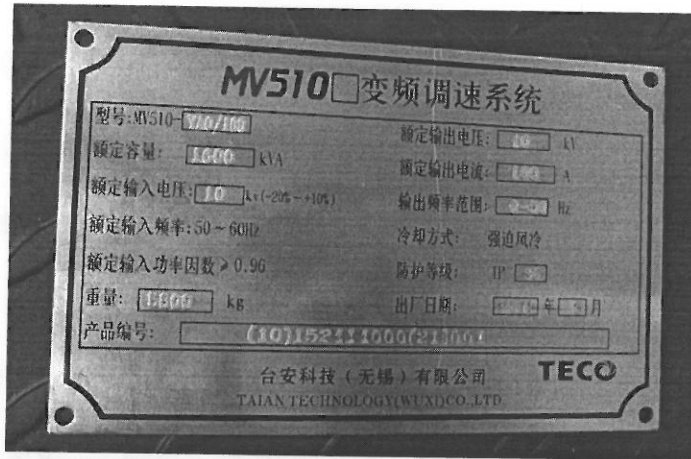 MV510□变频调速系统
型号:MV510-
额定输出电压: kV
额定容量: 1600 kVA
额定输出电流: A
额定输入电压: 10 kv(-20%~+10%)
输出频率范围: Hz
额定输入频率:50~60Hz
冷却方式: 强迫风冷
额定输入功率因数≥0.96
防护等级: IP
重量: kg
出厂日期: 年 月
产品编号:
台安科技(无锡)有限公司
TECO
TAIAN TECHNOLOGY(WUXI)CO.,LTD